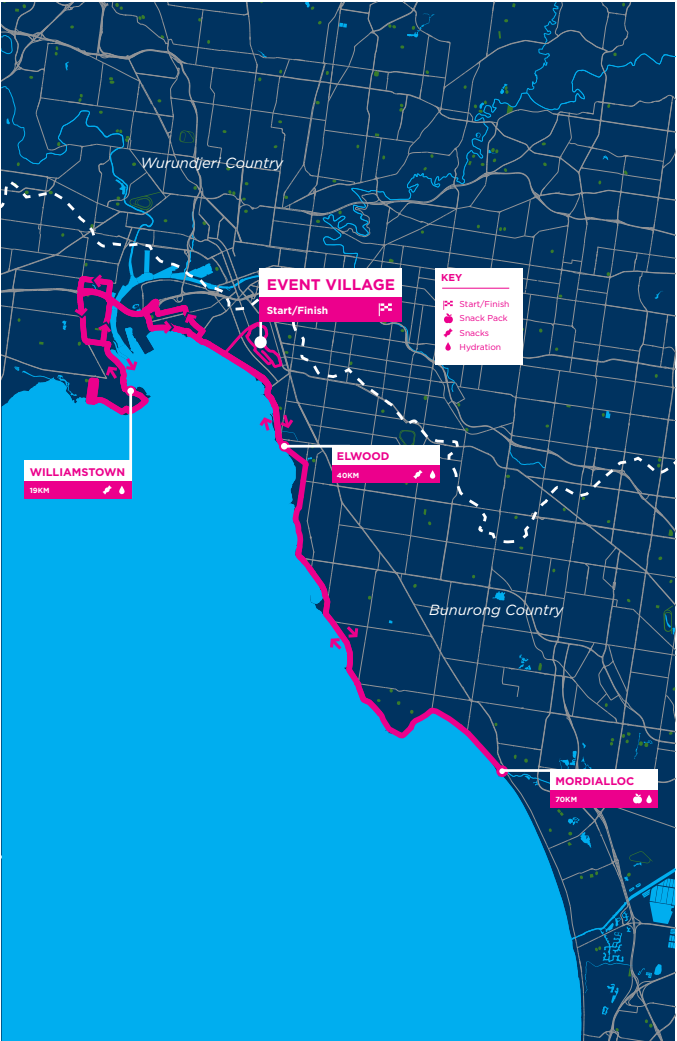 Wurundjeri Country
EVENT VILLAGE
Start/Finish
KEY
Start/Finish
Snack Pack
Snacks
Hydration
ELWOOD
40KM
WILLIAMSTOWN
19KM
Bunurong Country
MORDIALLOC
70KM